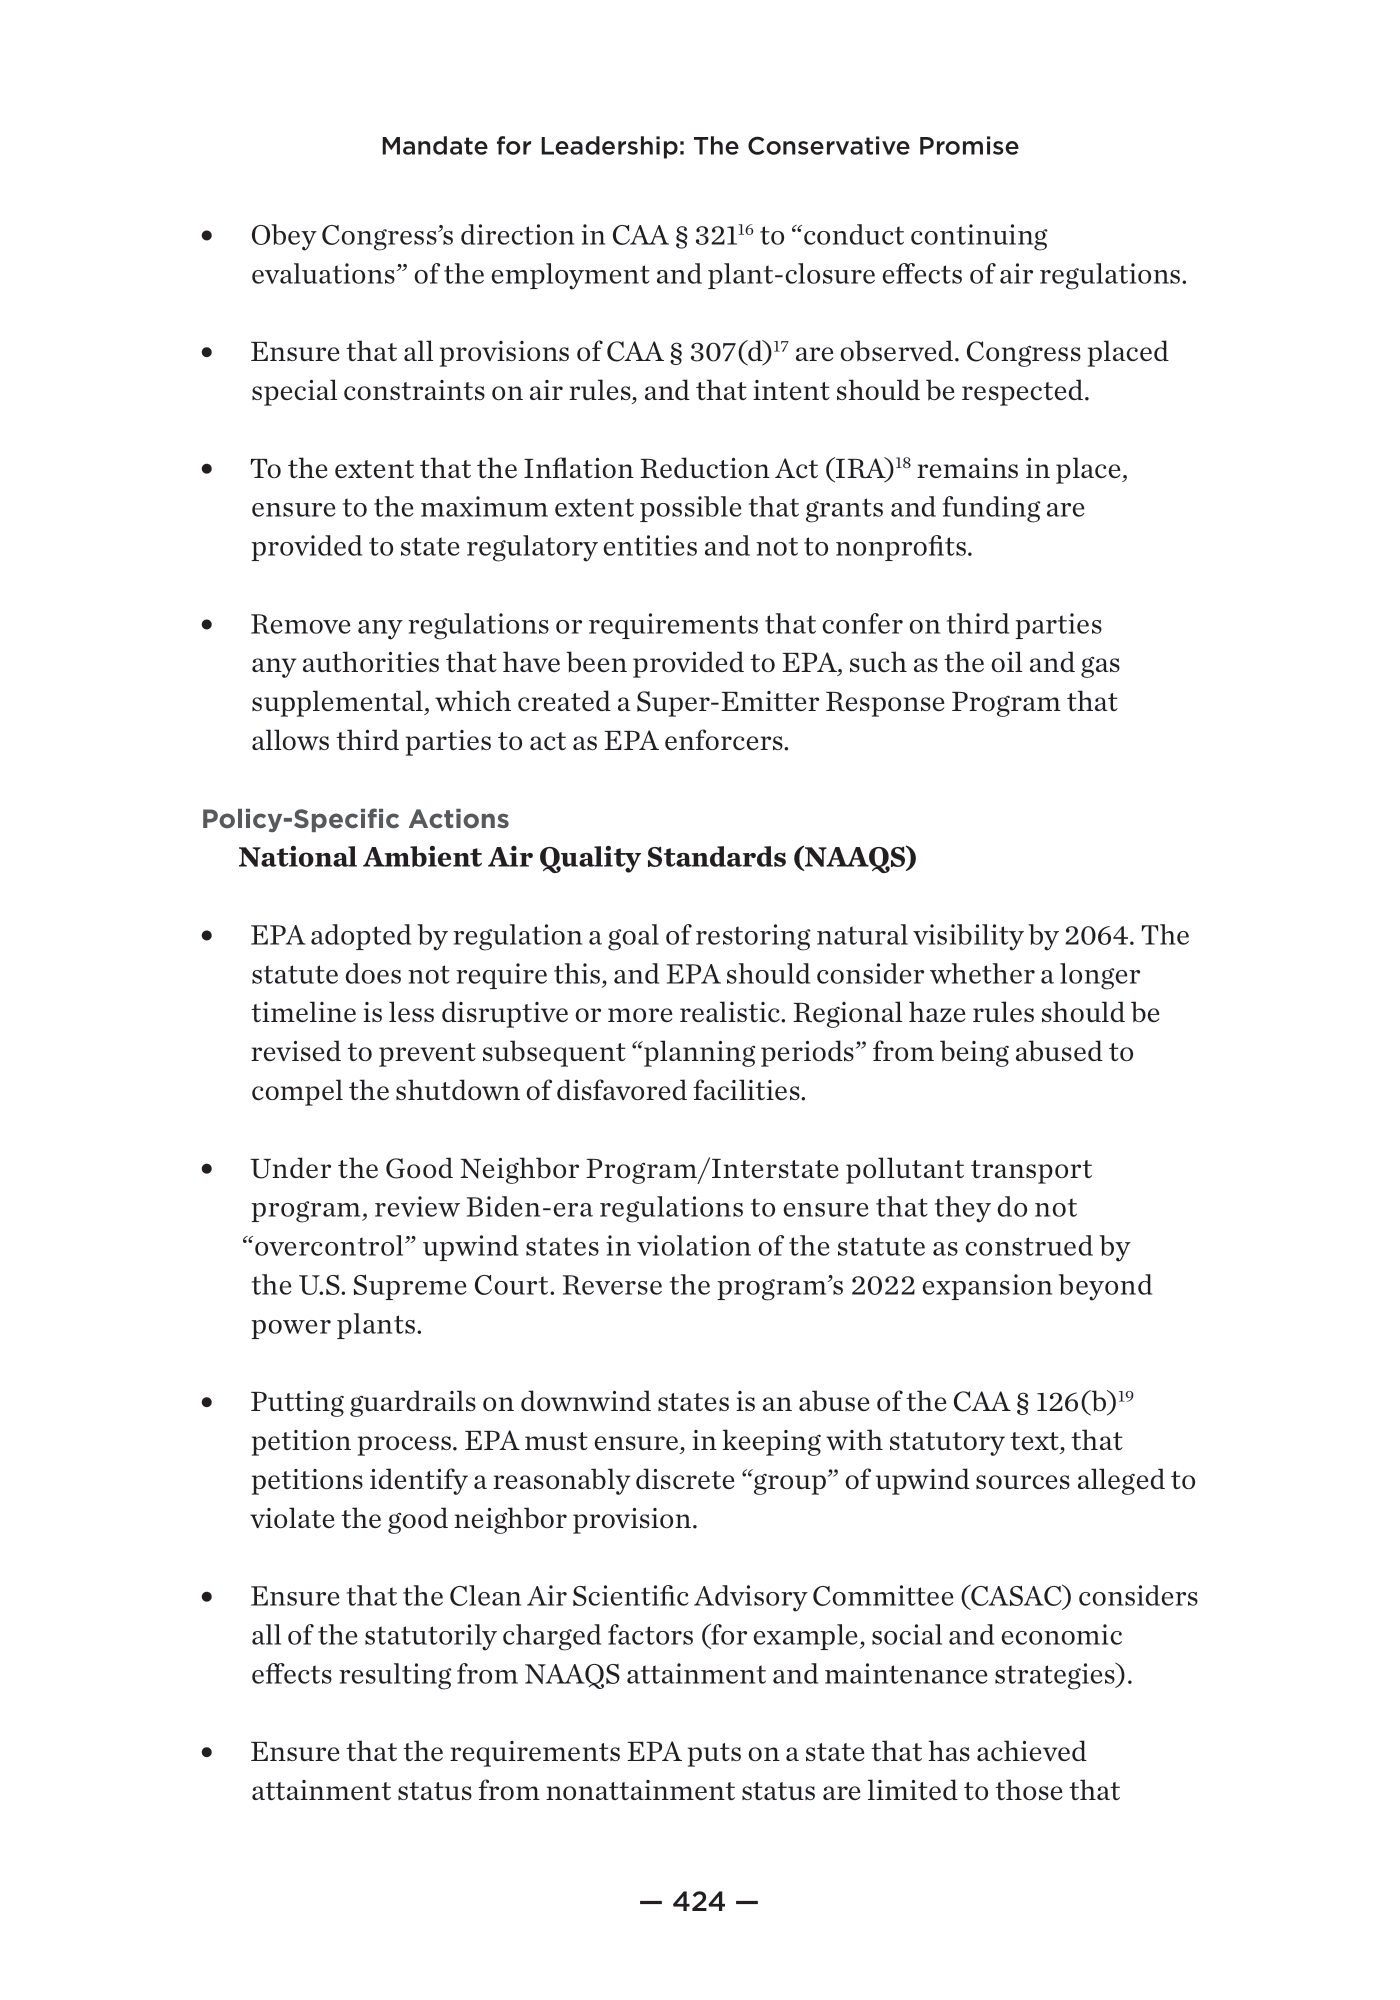 Mandate for Leadership: The Conservative Promise
• Obey Congress’s direction in CAA § 321¹⁶ to “conduct continuing
evaluations” of the employment and plant-closure effects of air regulations.
• Ensure that all provisions of CAA § 307(d)¹⁷ are observed. Congress placed
special constraints on air rules, and that intent should be respected.
• To the extent that the Inflation Reduction Act (IRA)¹⁸ remains in place,
ensure to the maximum extent possible that grants and funding are
provided to state regulatory entities and not to nonprofits.
• Remove any regulations or requirements that confer on third parties
any authorities that have been provided to EPA, such as the oil and gas
supplemental, which created a Super-Emitter Response Program that
allows third parties to act as EPA enforcers.
Policy-Specific Actions
National Ambient Air Quality Standards (NAAQS)
• EPA adopted by regulation a goal of restoring natural visibility by 2064. The
statute does not require this, and EPA should consider whether a longer
timeline is less disruptive or more realistic. Regional haze rules should be
revised to prevent subsequent “planning periods” from being abused to
compel the shutdown of disfavored facilities.
• Under the Good Neighbor Program/Interstate pollutant transport
program, review Biden-era regulations to ensure that they do not
“overcontrol” upwind states in violation of the statute as construed by
the U.S. Supreme Court. Reverse the program’s 2022 expansion beyond
power plants.
• Putting guardrails on downwind states is an abuse of the CAA § 126(b)¹⁹
petition process. EPA must ensure, in keeping with statutory text, that
petitions identify a reasonably discrete “group” of upwind sources alleged to
violate the good neighbor provision.
• Ensure that the Clean Air Scientific Advisory Committee (CASAC) considers
all of the statutorily charged factors (for example, social and economic
effects resulting from NAAQS attainment and maintenance strategies).
• Ensure that the requirements EPA puts on a state that has achieved
attainment status from nonattainment status are limited to those that
— 424 —